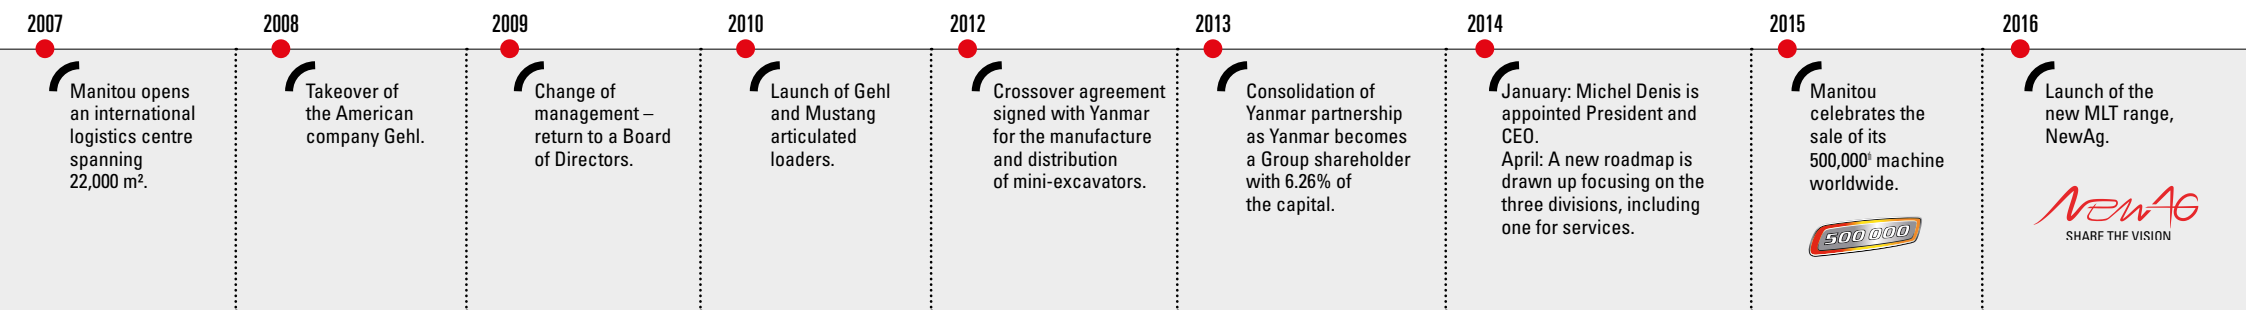 2007
Manitou opens
an international
logistics centre
spanning
22,000 m².
2008
Takeover of
the American
company Gehl.
2009
Change of
management –
return to a Board
of Directors.
2010
Launch of Gehl
and Mustang
articulated
loaders.
2012
Crossover agreement
signed with Yanmar
for the manufacture
and distribution
of mini-excavators.
2013
Consolidation of
Yanmar partnership
as Yanmar becomes
a Group shareholder
with 6.26% of
the capital.
2014
January: Michel Denis is
appointed President and
CEO.
April: A new roadmap is
drawn up focusing on the
three divisions, including
one for services.
2015
Manitou
celebrates the
sale of its
500,000th machine
worldwide.
500 000
2016
Launch of the
new MLT range,
NewAg.
NEWAG
SHARE THE VISION